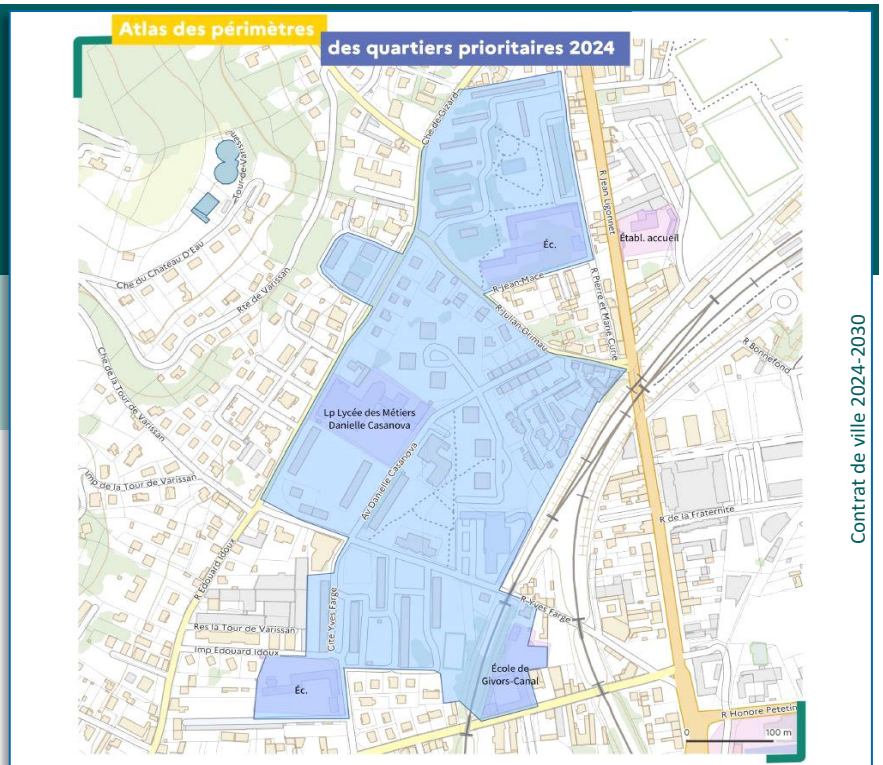 Atlas des périmètres
des quartiers prioritaires 2024
Che-de-Gizard
Tour-de-Varissan
R Jean Ligonnet
Éc.
Établ. accueil
Che du Chateau D'Eau
Rte de Varissan
R-Jean-Mace
R Pierre et Marie Curie
R-Julian-Grimau
R Bonnefond
Che de la Tour de Varissan
Lp Lycée des Métiers
Danielle Casanova
Av Danielle Casanova
Imp de la Tour de Varissan
R de la Fraternite
R Edouard Idoux
Cité Yves Farge
R-Yves Farge
Res la Tour de Varissan
Imp Edouard Idoux
Éc.
École de
Givors-Canal
R Honore Petetin
0 100 m
Contrat de ville 2024-2030